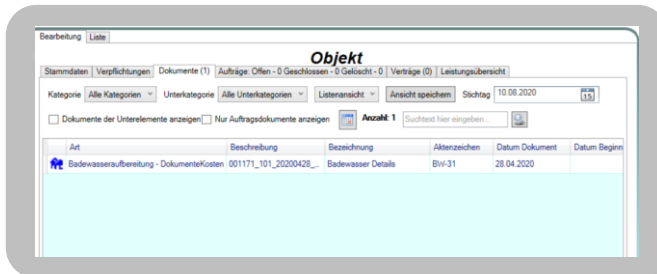 Bearbeitung Liste
Objekt
Stammdaten Verpflichtungen Dokumente (1) Aufträge: Offen - 0 Geschlossen - 0 Gelöscht - 0 Verträge (0) Leistungsübersicht
Kategorie Alle Kategorien Unterkategorie Alle Unterkategorien Listenansicht Ansicht speichern Stichtag 10.08.2020 15
Dokumente der Unterelemente anzeigen Nur Auftragsdokumente anzeigen Anzahl: 1 Suchtext hier eingeben...
Art Beschreibung Bezeichnung Aktenzeichen Datum Dokument Datum Beginn
Badewasseraufbereitung - DokumenteKosten 001171_101_20200428_... Badewasser Details BW-31 28.04.2020